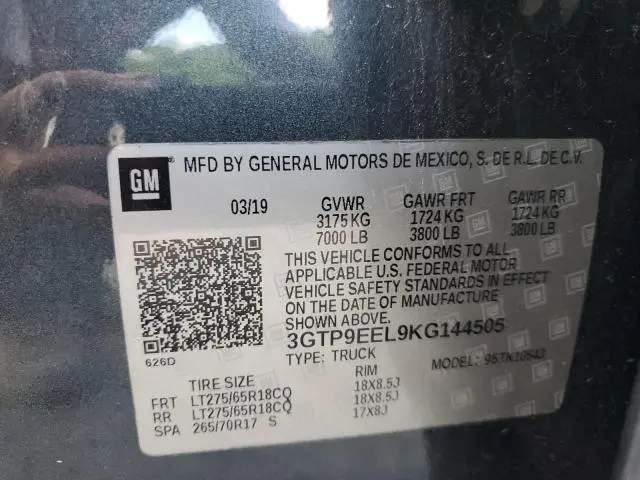 GM
MFD BY GENERAL MOTORS DE MEXICO, S. DE R.L. DE C.V.
03/19 GVWR GAWR FRT GAWR RR
3175 KG 1724 KG 1724 KG
7000 LB 3800 LB 3800 LB
THIS VEHICLE CONFORMS TO ALL
APPLICABLE U.S. FEDERAL MOTOR
VEHICLE SAFETY STANDARDS IN EFFECT
ON THE DATE OF MANUFACTURE
SHOWN ABOVE.
3GTP9EEL9KG144505
626D
TYPE: TRUCK MODEL:
TIRE SIZE RIM
FRT LT275/65R18CQ 18X8.5J
RR LT275/65R18CQ 18X8.5J
SPA 265/70R17 S 17X8J